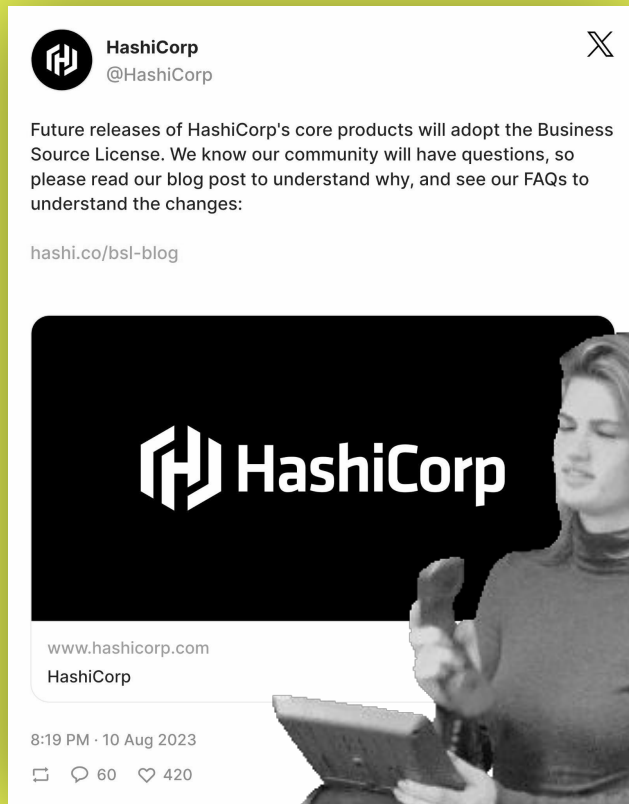 HashiCorp
@HashiCorp
Future releases of HashiCorp's core products will adopt the Business
Source License. We know our community will have questions, so
please read our blog post to understand why, and see our FAQs to
understand the changes:
hashi.co/bsl-blog
HashiCorp
www.hashicorp.com
HashiCorp
8:19 PM · 10 Aug 2023
60 420